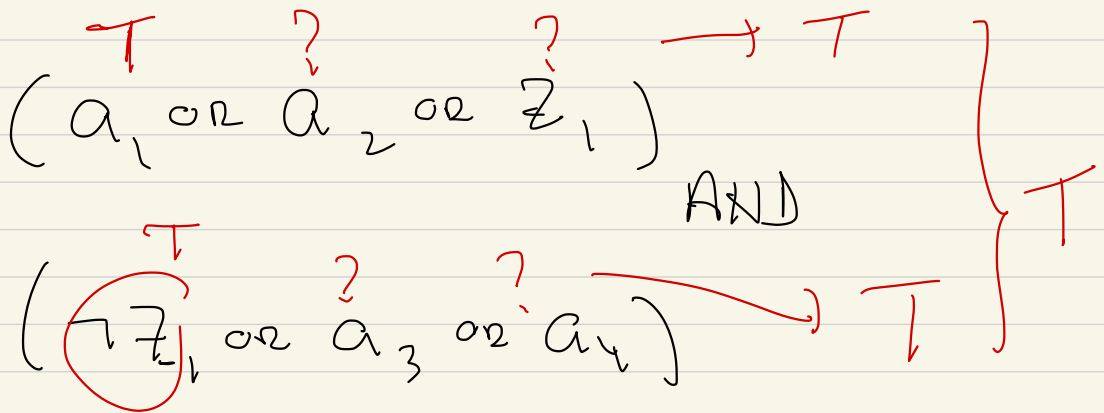 T ? ? → T
(a₁ or a₂ or z₁)
AND
T
T ? ? → T
(¬z₁ or a₃ or a₄)